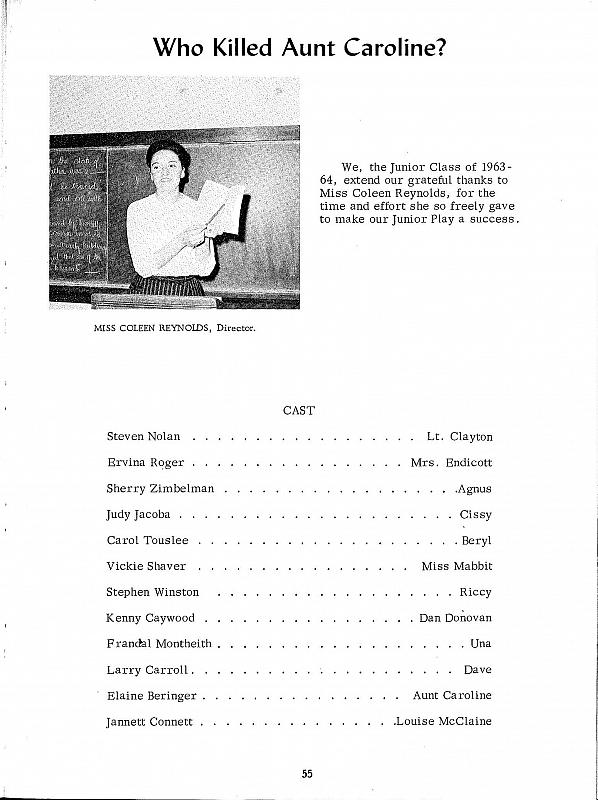 Who Killed Aunt Caroline?
the state of
We, the Junior Class of 1963-
64, extend our grateful thanks to
Miss Coleen Reynolds, for the
time and effort she so freely gave
to make our Junior Play a success.
MISS COLEEN REYNOLDS, Director.
CAST
Steven Nolan . . . . . . . . . . . . . . . . . . Lt. Clayton
Ervina Roger . . . . . . . . . . . . . . . . . Mrs. Endicott
Sherry Zimbelman . . . . . . . . . . . . . . . . . . .Agnus
Judy Jacoba . . . . . . . . . . . . . . . . . . . . . . Cissy
Carol Touslee . . . . . . . . . . . . . . . . . . . . . Beryl
Vickie Shaver . . . . . . . . . . . . . . . . . Miss Mabbit
Stephen Winston . . . . . . . . . . . . . . . . . . . Riccy
Kenny Caywood . . . . . . . . . . . . . . . . . Dan Donovan
Frandal Montheith . . . . . . . . . . . . . . . . . . . . Una
Larry Carroll . . . . . . . . . . . . . . . . . . . . . Dave
Elaine Beringer . . . . . . . . . . . . . . . . Aunt Caroline
Jannett Connett . . . . . . . . . . . . . . . .Louise McClaine
55